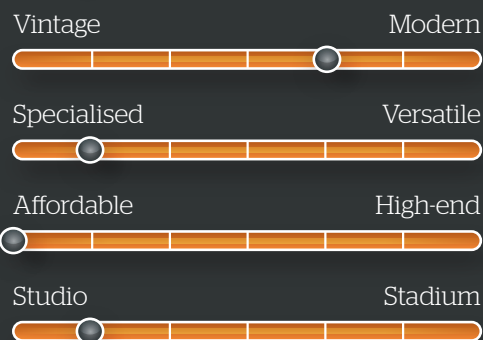 Vintage Modern
Specialised Versatile
Affordable High-end
Studio Stadium